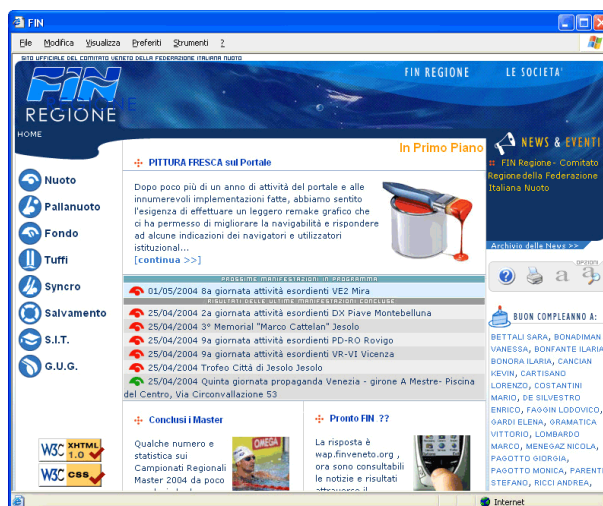 FIN
File Modifica Visualizza Preferiti Strumenti ?
SITO UFFICIALE DEL COMITATO VENETO DELLA FEDERAZIONE ITALIANA NUOTO
FIN
REGIONE
FIN REGIONE LE SOCIETA'
HOME
In Primo Piano
NEWS & EVENTI
PITTURA FRESCA sul Portale
Dopo poco più di un anno di attività del portale e alle
innumerevoli implementazioni fatte, abbiamo sentito
l'esigenza di effettuare un leggero remake grafico che
ci ha permesso di migliorare la navigabilità e rispondere
ad alcune indicazioni dei navigatori e utilizzatori
istituzional...
[continua >>]
FIN Regione - Comitato
Regione della Federazione
Italiana Nuoto
Archivio delle News >>
OPZIONI
Nuoto
Pallanuoto
Fondo
Tuffi
Syncro
Salvamento
S.I.T.
G.U.G.
PROSSIME MANIFESTAZIONI IN PROGRAMMA
01/05/2004 8a giornata attività esordienti VE2 Mira
RISULTATI DELLE ULTIME MANIFESTAZIONI CONCLUSE
25/04/2004 2a giornata attività esordienti DX Piave Montebelluna
25/04/2004 3° Memorial "Marco Cattelan" Jesolo
25/04/2004 9a giornata attività esordienti PD-RO Rovigo
25/04/2004 9a giornata attività esordienti VR-VI Vicenza
25/04/2004 Trofeo Città di Jesolo Jesolo
25/04/2004 Quinta giornata propaganda Venezia - girone A Mestre- Piscina
del Centro, Via Circonvallazione 53
Conclusi i Master
Qualche numero e
statistica sui
Campionati Regionali
Master 2004 da poco
OMEGA
Pronto FIN ??
La risposta è
wap.finveneto.org ,
ora sono consultabili
le notizie e risultati
attraverso il
BUON COMPLEANNO A:
BETTALI SARA, BONADIMAN
VANESSA, BONFANTE ILARIA,
BONORA ILARIA, CANCIAN
KEVIN, CARTISANO
LORENZO, COSTANTINI
MARIO, DE SILVESTRO
ENRICO, FAGGIN LODOVICO,
GARDI ELENA, GRAMATICA
VITTORIO, LOMBARDO
MARCO, MENEGAZ NICOLA,
PAGOTTO GIORGIA,
PAGOTTO MONICA, PARENTI
STEFANO, RICCI ANDREA,
W3C XHTML 1.0
W3C CSS
Internet